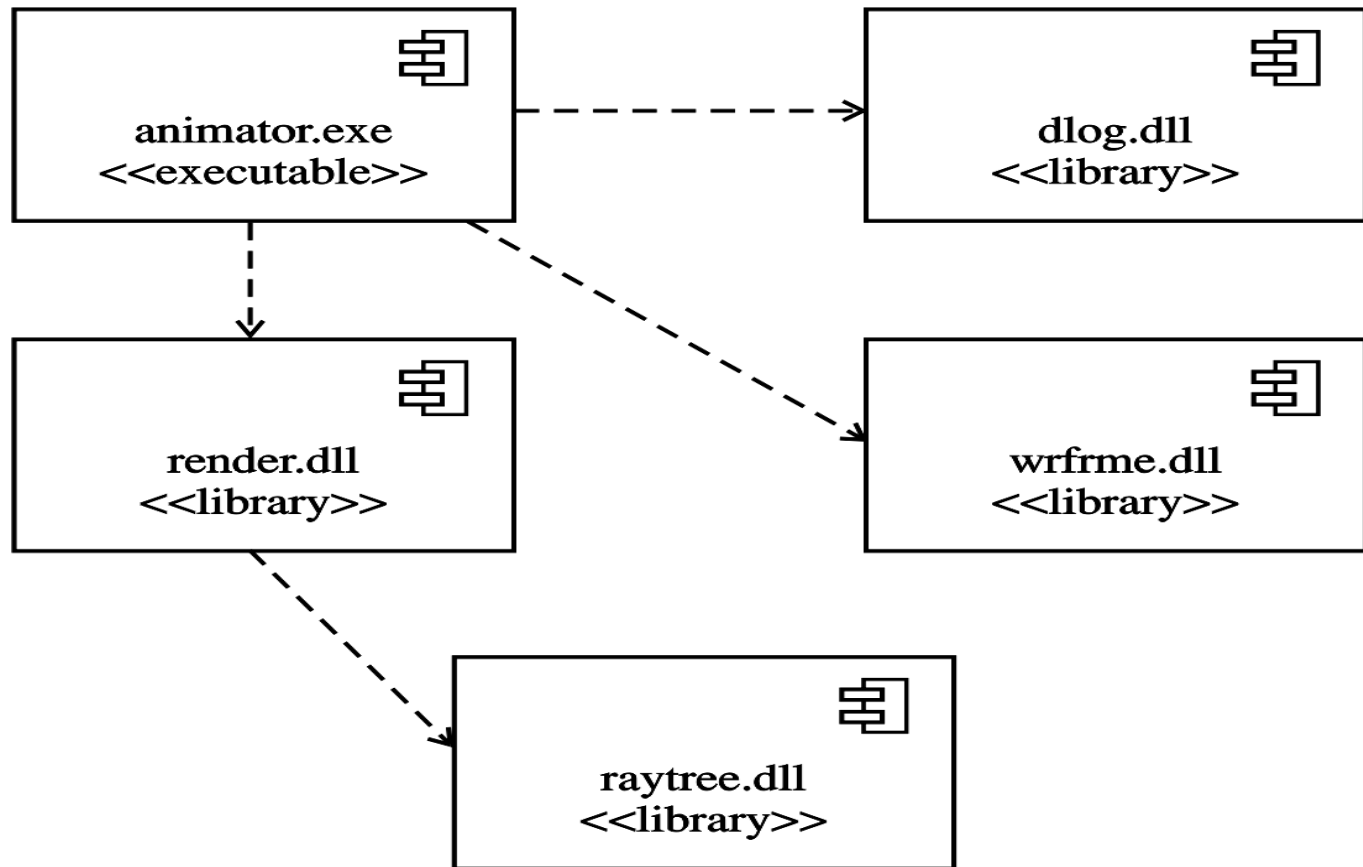 animator.exe
<<executable>>
dlog.dll
<<library>>
render.dll
<<library>>
wrfrme.dll
<<library>>
raytree.dll
<<library>>